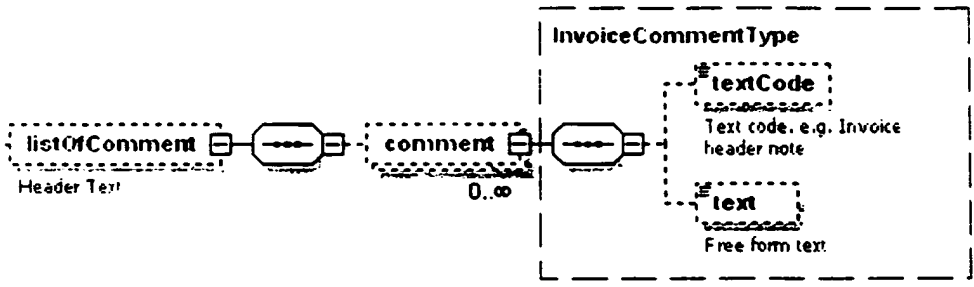 InvoiceCommentType
textCode
Text code, e.g. Invoice
header note
listOfComment
Header Text
comment
0..∞
text
Free form text